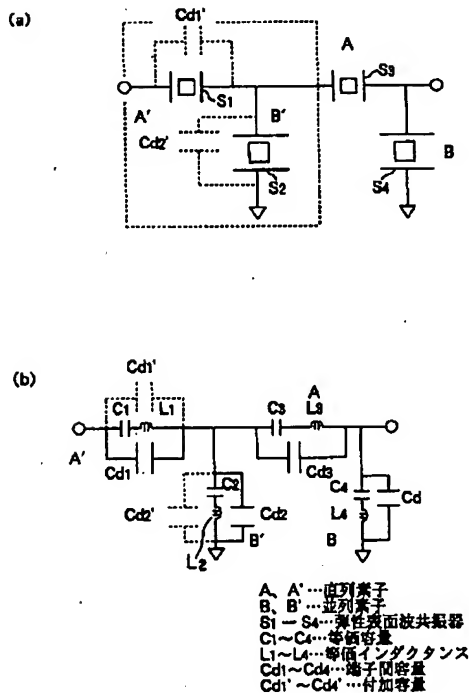 (a)
Cd1'
A
S1
S3
A'
B'
Cd2'
S2
S4
B
(b)
Cd1'
A
C1
L1
C3
L3
A'
Cd1
Cd3
C2
C4
Cd
Cd2'
Cd2
L4
L2
B'
B
A、A'…直列素子
B、B'…並列素子
S1－S4…弾性表面波共振器
C1～C4…等価容量
L1～L4…等価インダクタンス
Cd1～Cd4…端子間容量
Cd1'～Cd4'…付加容量